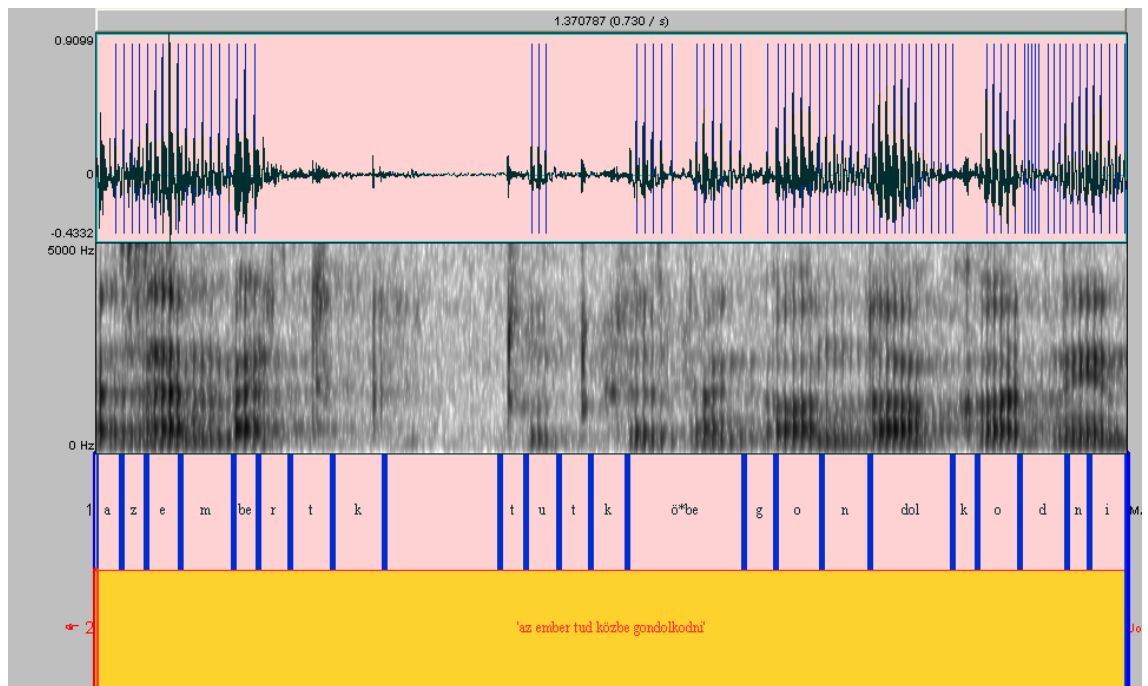 1.370787 (0.730 / s)
0.9099
0
-0.4332
5000 Hz
0 Hz
1 a z e m be r t k t u t k ö*be g o n dol k o d n i M.
2 'az ember tud közbe gondolkodni' Jo